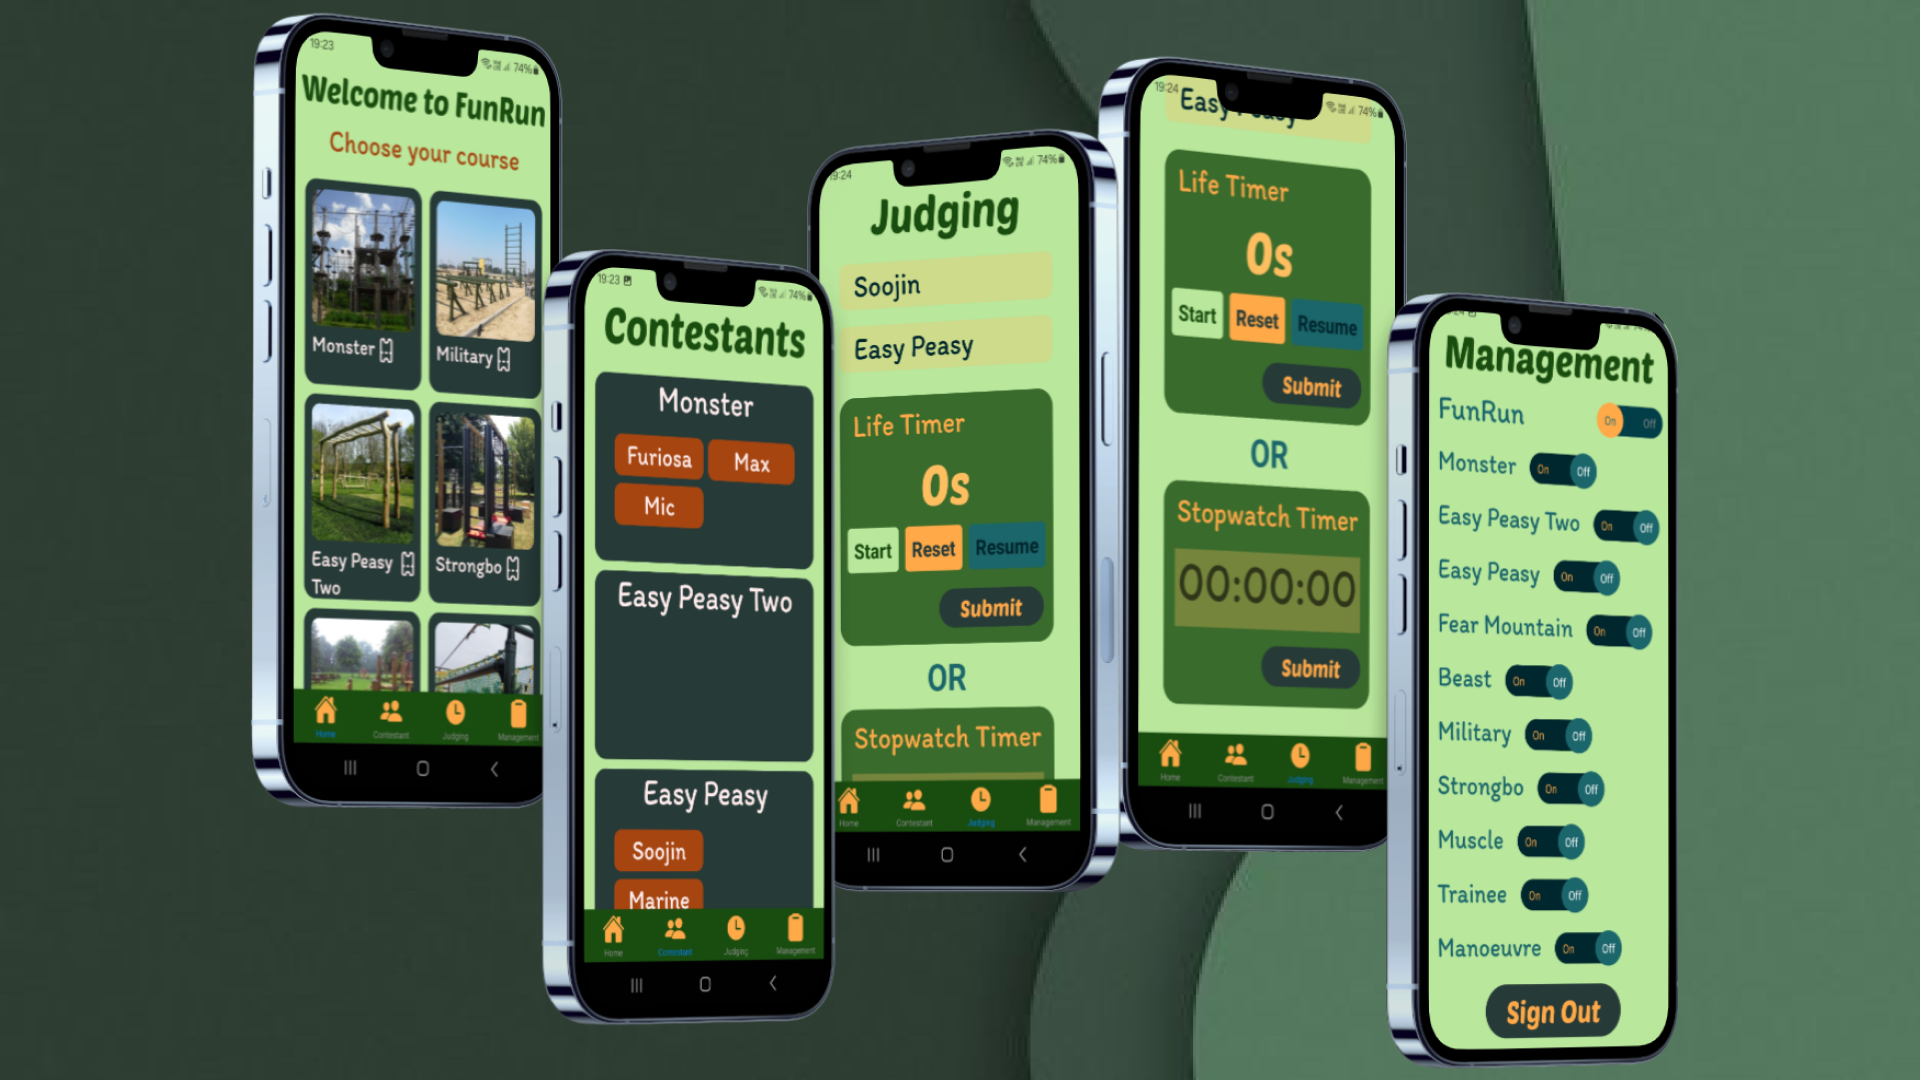 19:23
74%
Welcome to FunRun
Choose your course
Monster
Military
Easy Peasy
Two
Strongbo
Home
Contestant
Judging
Management
19:23
74%
Contestants
Monster
Furiosa
Max
Mic
Easy Peasy Two
Easy Peasy
Soojin
Marine
Home
Contestant
Judging
Management
19:24
74%
Judging
Soojin
Easy Peasy
Life Timer
0s
Start
Reset
Resume
Submit
OR
Stopwatch Timer
Home
Contestant
Judging
Management
19:24
74%
Easy Peasy
Life Timer
0s
Start
Reset
Resume
Submit
OR
Stopwatch Timer
00:00:00
Submit
Home
Contestant
Judging
Management
Management
FunRun On Off
Monster On Off
Easy Peasy Two On Off
Easy Peasy On Off
Fear Mountain On Off
Beast On Off
Military On Off
Strongbo On Off
Muscle On Off
Trainee On Off
Manoeuvre On Off
Sign Out